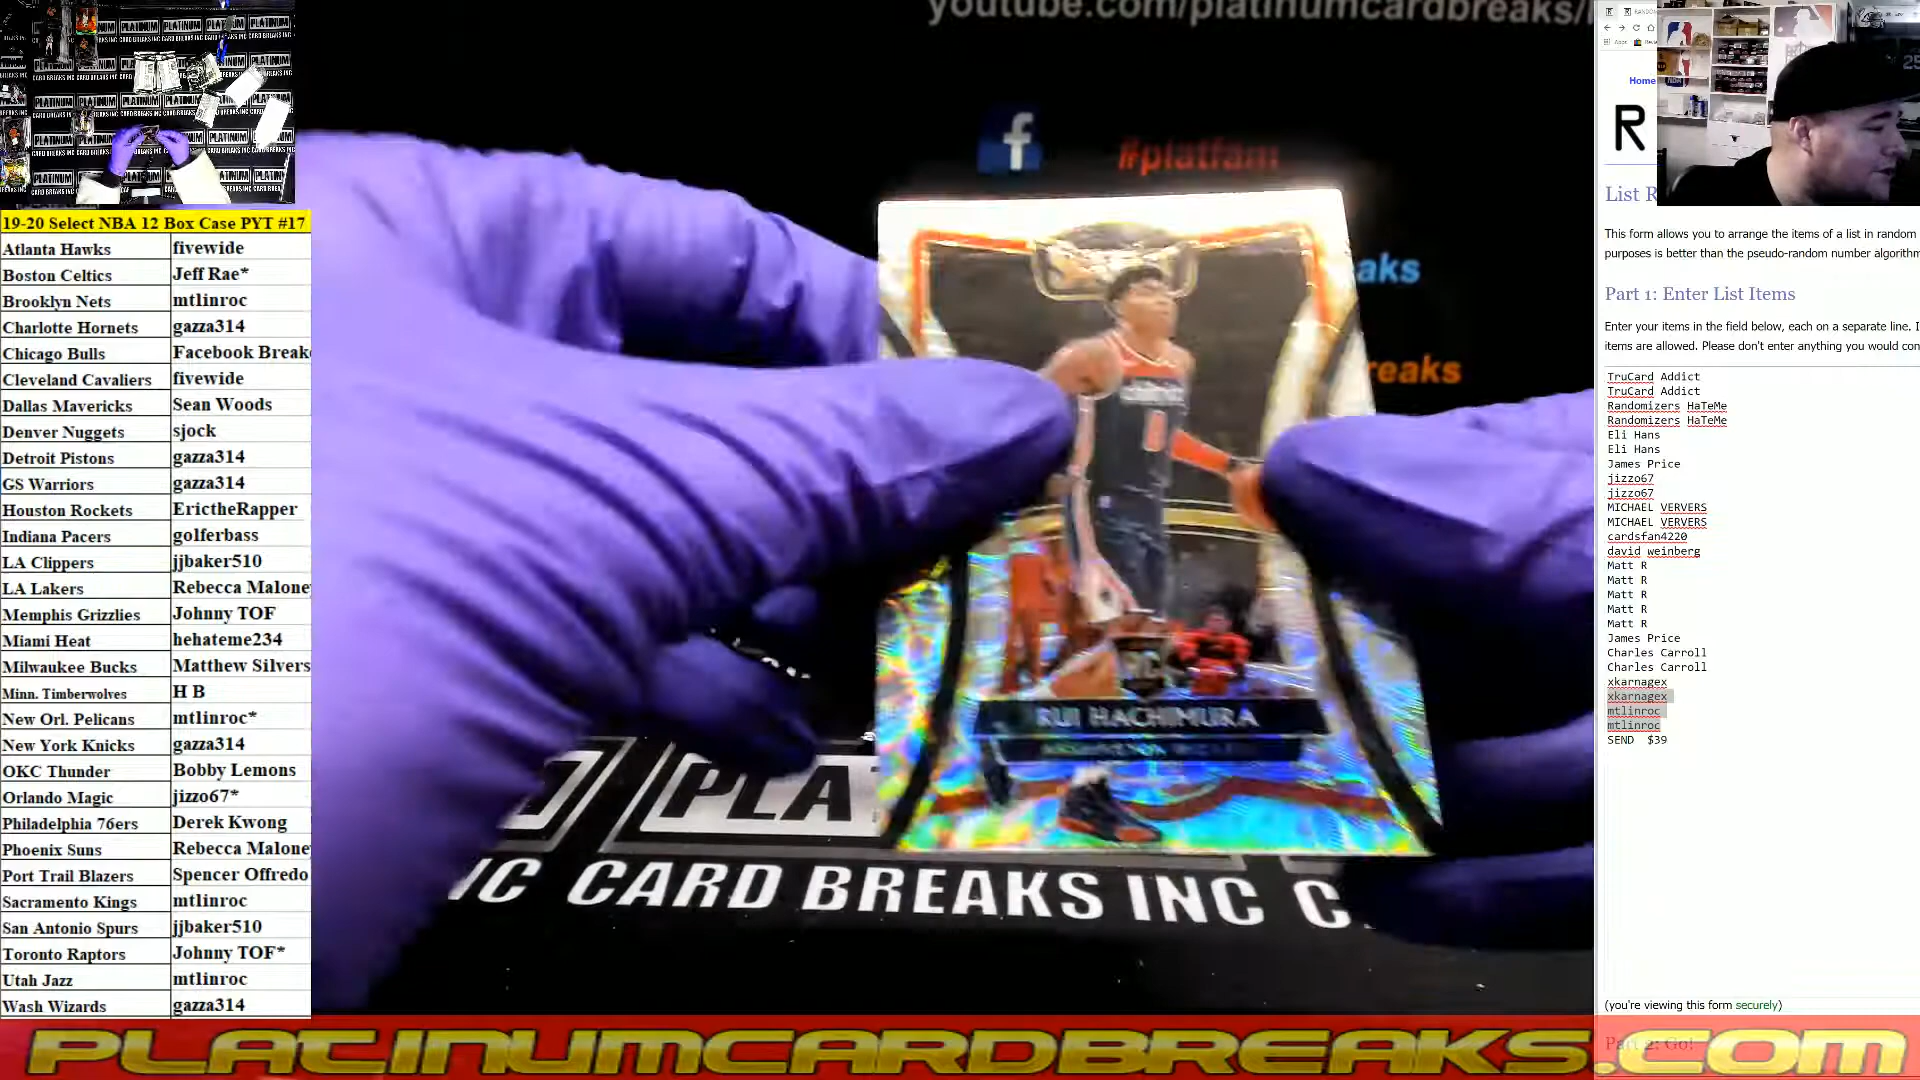 youtube.com/platinumcardbreaks/
#platfam
aks
reaks
19-20 Select NBA 12 Box Case PYT #17
Atlanta Hawks fivewide
Boston Celtics Jeff Rae*
Brooklyn Nets mtlinroc
Charlotte Hornets gazza314
Chicago Bulls Facebook Break
Cleveland Cavaliers fivewide
Dallas Mavericks Sean Woods
Denver Nuggets sjock
Detroit Pistons gazza314
GS Warriors gazza314
Houston Rockets ErictheRapper
Indiana Pacers golferbass
LA Clippers jjbaker510
LA Lakers Rebecca Malone
Memphis Grizzlies Johnny TOF
Miami Heat hehateme234
Milwaukee Bucks Matthew Silvers
Minn. Timberwolves H B
New Orl. Pelicans mtlinroc*
New York Knicks gazza314
OKC Thunder Bobby Lemons
Orlando Magic jizzo67*
Philadelphia 76ers Derek Kwong
Phoenix Suns Rebecca Malone
Port Trail Blazers Spencer Offredo
Sacramento Kings mtlinroc
San Antonio Spurs jjbaker510
Toronto Raptors Johnny TOF*
Utah Jazz mtlinroc
Wash Wizards gazza314
RUI HACHIMURA
PLA
IC CARD BREAKS INC C
Home
R
List R
This form allows you to arrange the items of a list in random
purposes is better than the pseudo-random number algorithm
Part 1: Enter List Items
Enter your items in the field below, each on a separate line. I
items are allowed. Please don't enter anything you would con
TruCard Addict
TruCard Addict
Randomizers HaTeMe
Randomizers HaTeMe
Eli Hans
Eli Hans
James Price
jizzo67
jizzo67
MICHAEL VERVERS
MICHAEL VERVERS
cardsfan4220
david weinberg
Matt R
Matt R
Matt R
Matt R
Matt R
James Price
Charles Carroll
Charles Carroll
xkarnagex
xkarnagex
mtlinroc
mtlinroc
SEND $39
(you're viewing this form securely)
Part 2: Go!
PLATINUMCARDBREAKS.COM